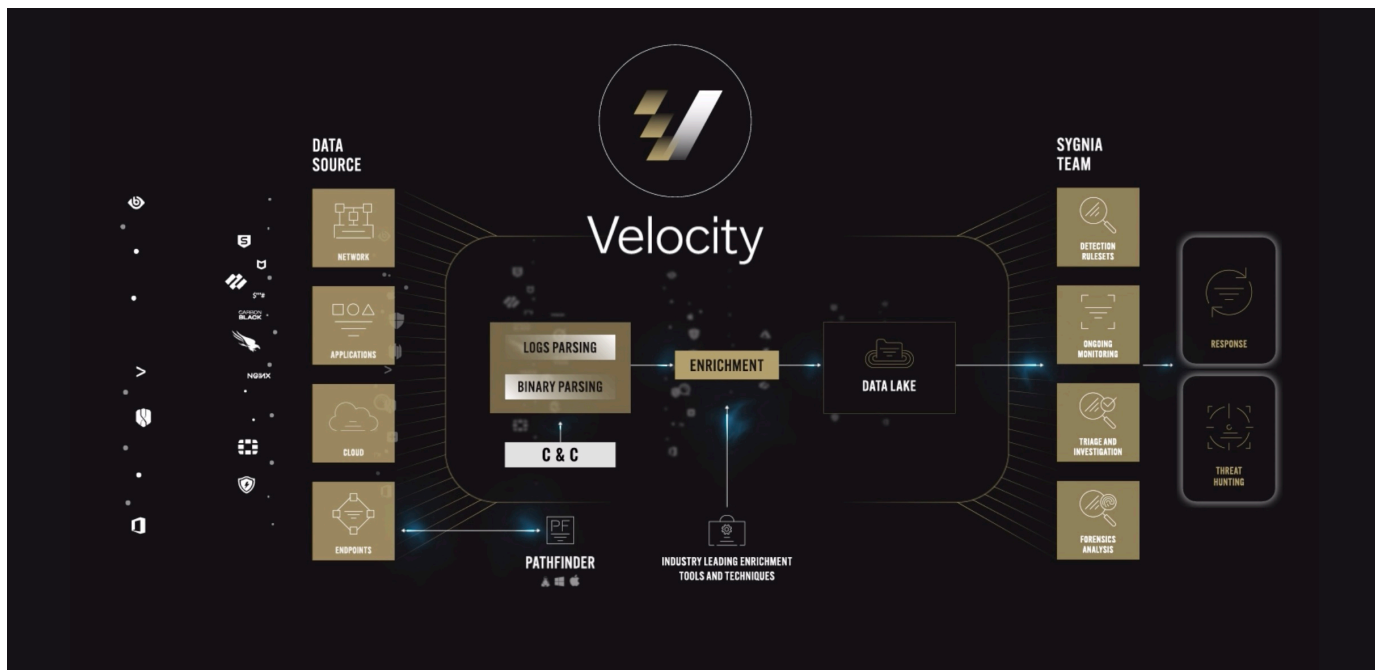 Velocity
DATA
SOURCE
NETWORK
APPLICATIONS
CLOUD
ENDPOINTS
CARBON
BLACK
NGINX
LOGS PARSING
BINARY PARSING
C & C
PF
PATHFINDER
ENRICHMENT
INDUSTRY LEADING ENRICHMENT
TOOLS AND TECHNIQUES
DATA LAKE
SYGNIA
TEAM
DETECTION
RULESETS
ONGOING
MONITORING
TRIAGE AND
INVESTIGATION
FORENSICS
ANALYSIS
RESPONSE
THREAT
HUNTING